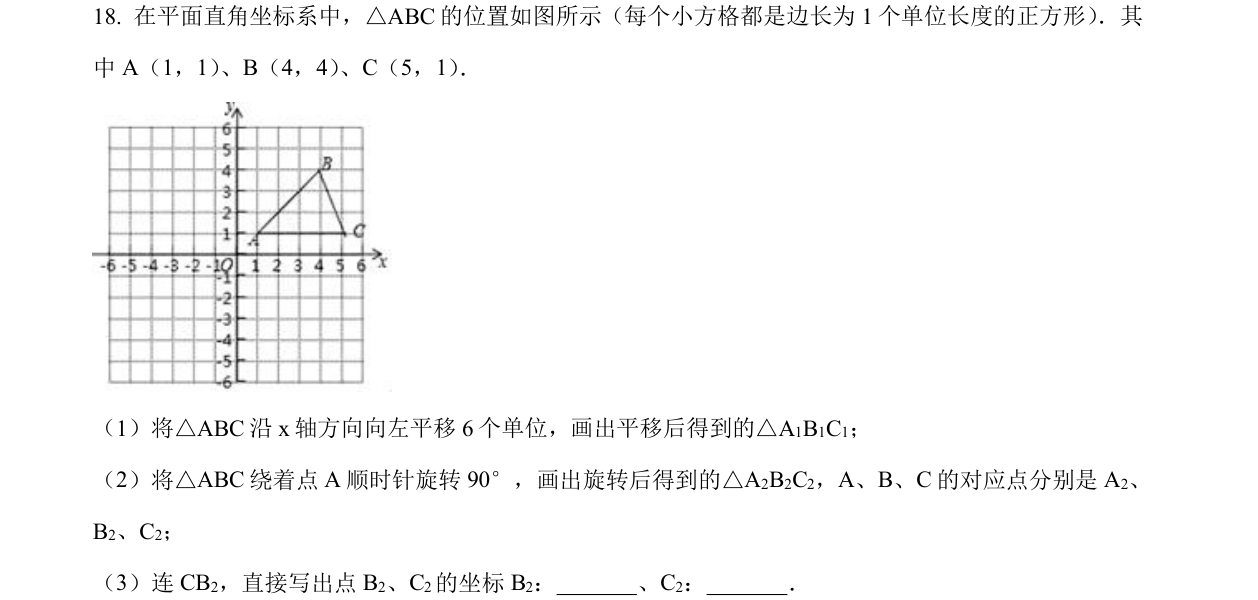 18. 在平面直角坐标系中，△ABC 的位置如图所示（每个小方格都是边长为 1 个单位长度的正方形）．其
中 A（1，1）、B（4，4）、C（5，1）．
y
6
5
B
4
3
2
1
A
C
-6 -5 -4 -3 -2 -1 O 1 2 3 4 5 6 x
-1
-2
-3
-4
-5
-6
（1）将△ABC 沿 x 轴方向向左平移 6 个单位，画出平移后得到的△A₁B₁C₁；
（2）将△ABC 绕着点 A 顺时针旋转 90°，画出旋转后得到的△A₂B₂C₂，A、B、C 的对应点分别是 A₂、
B₂、C₂；
（3）连 CB₂，直接写出点 B₂、C₂的坐标 B₂：_______、C₂：_______．